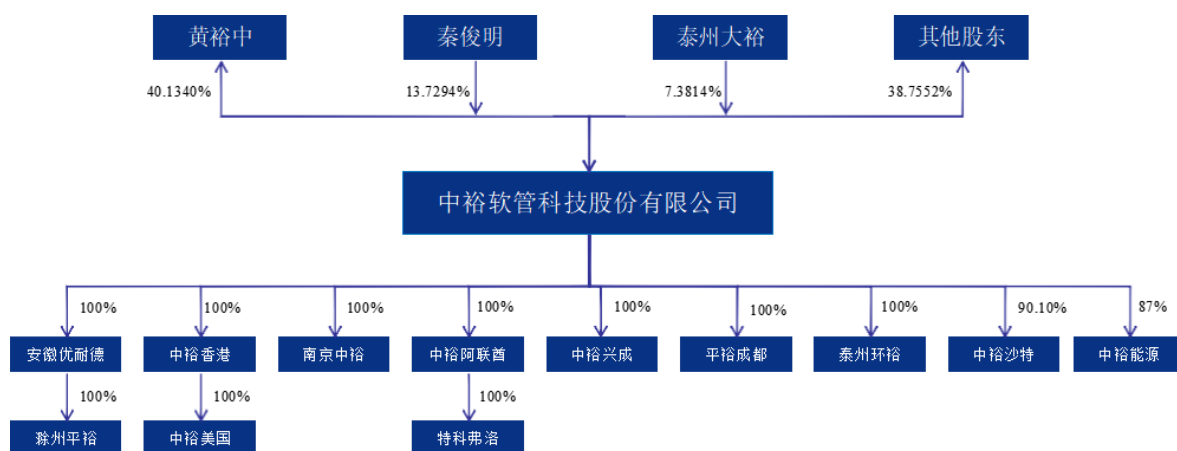 黄裕中
秦俊明
泰州大裕
其他股东
40.1340%
13.7294%
7.3814%
38.7552%
中裕软管科技股份有限公司
100%
100%
100%
100%
100%
100%
100%
90.10%
87%
安徽优耐德
中裕香港
南京中裕
中裕阿联酋
中裕兴成
平裕成都
泰州环裕
中裕沙特
中裕能源
100%
100%
100%
滁州平裕
中裕美国
特科弗洛